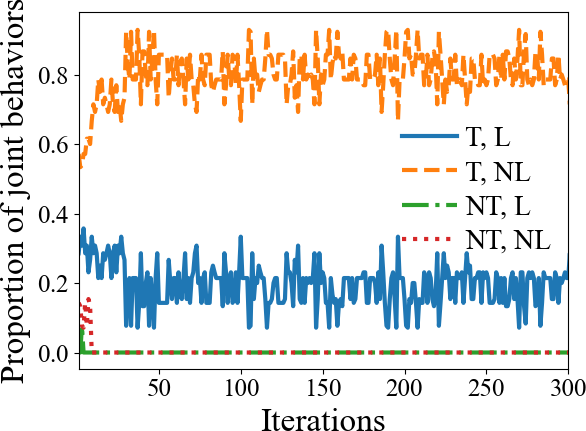 Proportion of joint behaviors
0.8
0.6
0.4
0.2
0.0
T, L
T, NL
NT, L
NT, NL
50
100
150
200
250
300
Iterations